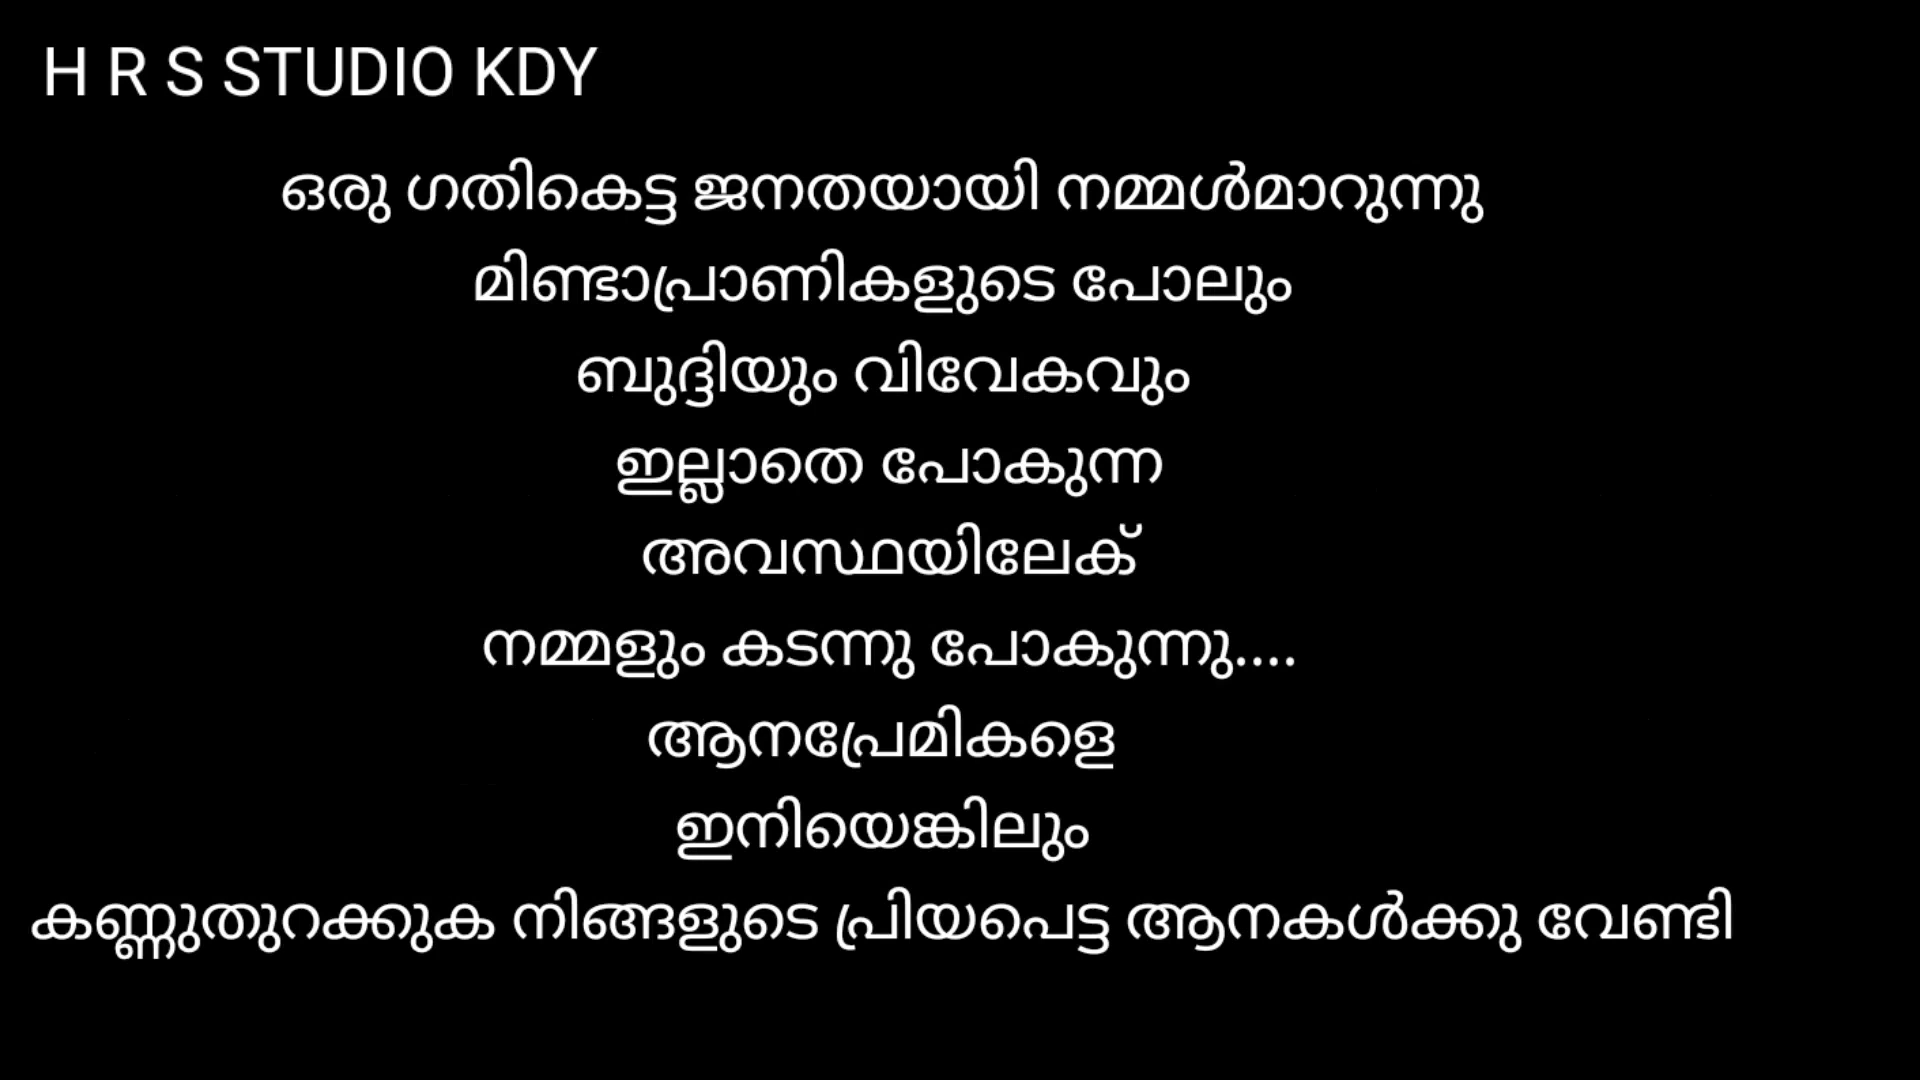 H R S STUDIO KDY
ഒരു ഗതികെട്ട ജനതയായി നമ്മൾമാറുന്നു
മിണ്ടാപ്രാണികളുടെ പോലും
ബുദ്ദിയും വിവേകവും
ഇല്ലാതെ പോകുന്ന
അവസ്ഥയിലേക്
നമ്മളും കടന്നു പോകുന്നു....
ആനപ്രേമികളെ
ഇനിയെങ്കിലും
കണ്ണുതുറക്കുക നിങ്ങളുടെ പ്രിയപെട്ട ആനകൾക്കു വേണ്ടി